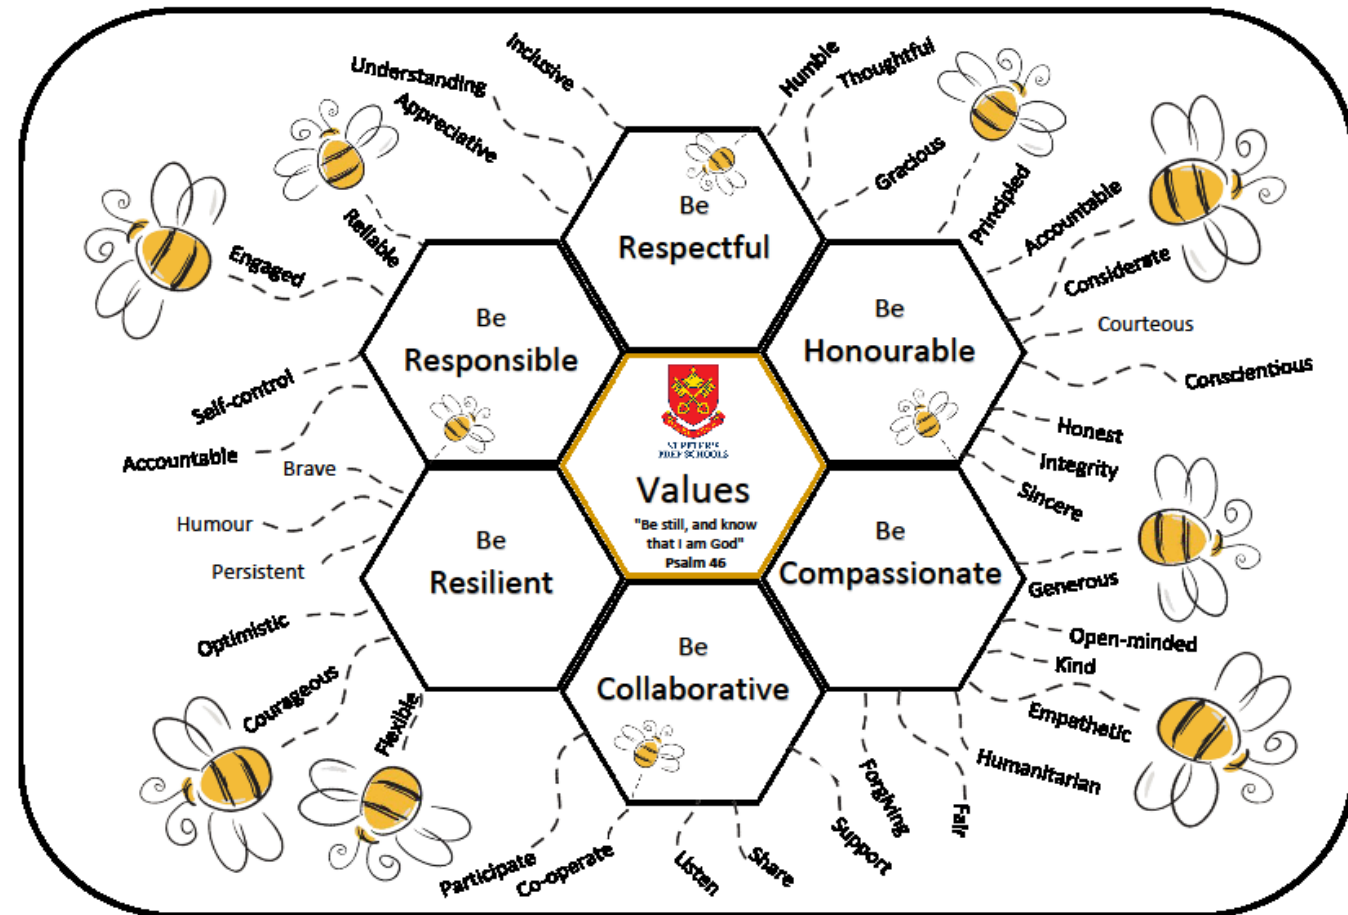 Inclusive
Understanding
Appreciative
Humble
Thoughtful
Gracious
Be
Respectful
Principled
Accountable
Considerate
Courteous
Conscientious
Honest
Integrity
Sincere
Be
Honourable
Reliable
Engaged
Self-control
Accountable
Be
Responsible
ST PETER'S
PREP SCHOOLS
Values
"Be still, and know
that I am God"
Psalm 46
Brave
Humour
Persistent
Optimistic
Courageous
Flexible
Be
Resilient
Be
Compassionate
Generous
Open-minded
Kind
Empathetic
Humanitarian
Fair
Forgiving
Be
Collaborative
Participate
Co-operate
Listen
Share
Support